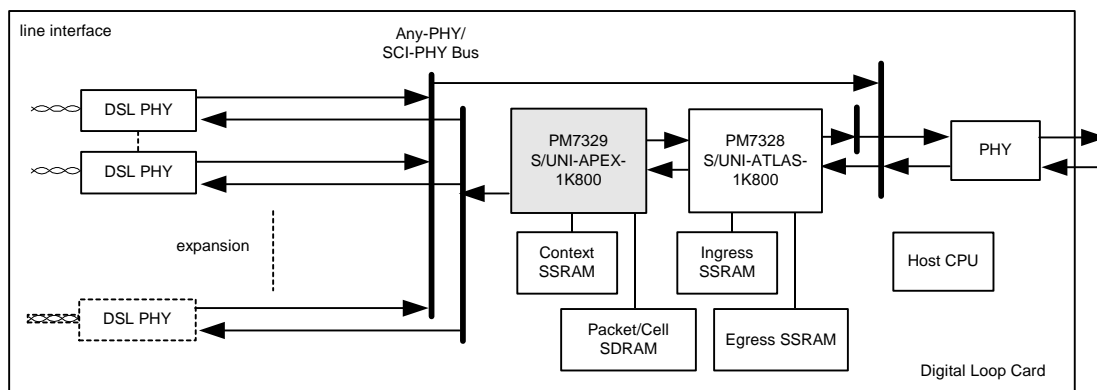 line interface
Any-PHY/
SCI-PHY Bus
DSL PHY
DSL PHY
expansion
DSL PHY
PM7329
S/UNI-APEX-
1K800
PM7328
S/UNI-ATLAS-
1K800
PHY
Context
SSRAM
Ingress
SSRAM
Host CPU
Packet/Cell
SDRAM
Egress SSRAM
Digital Loop Card